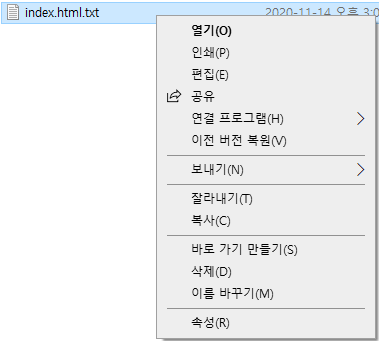 index.html.txt 2020-11-14 오후 3:0
열기(O)
인쇄(P)
편집(E)
공유
연결 프로그램(H)
이전 버전 복원(V)
보내기(N)
잘라내기(T)
복사(C)
바로 가기 만들기(S)
삭제(D)
이름 바꾸기(M)
속성(R)